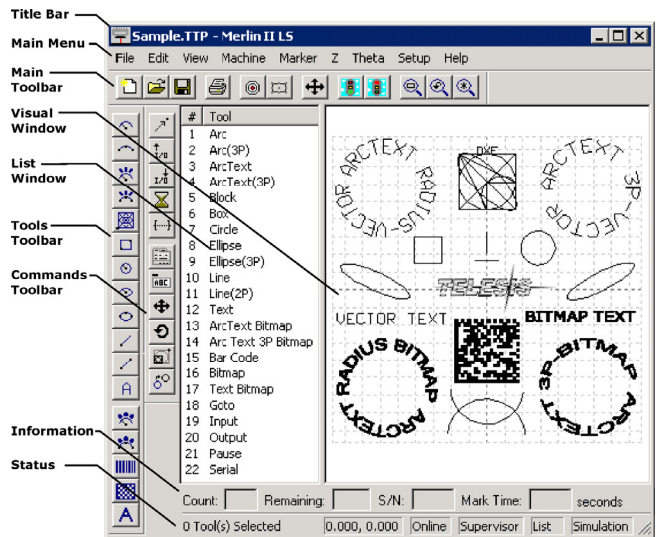 Title Bar
Sample.TTP - Merlin II LS
Main Menu
File Edit View Machine Marker Z Theta Setup Help
Main
Toolbar
Visual
Window
List
Window
Tools
Toolbar
Commands
Toolbar
Information
Status
I/O
I/O
ABC
A
A
# Tool
1 Arc
2 Arc(3P)
3 ArcText
4 ArcText(3P)
5 Block
6 Box
7 Circle
8 Ellipse
9 Ellipse(3P)
10 Line
11 Line(2P)
12 Text
13 ArcText Bitmap
14 Arc Text 3P Bitmap
15 Bar Code
16 Bitmap
17 Text Bitmap
18 Goto
19 Input
20 Output
21 Pause
22 Serial
ARCTEXT RADIUS-VECTOR
DXF
ARCTEXT 3P-VECTOR
TELESIS
VECTOR TEXT
BITMAP TEXT
RADIUS BITMAP ARCTEXT
3P-BITMAP ARCTEXT
Count: Remaining: S/N: Mark Time: seconds
0 Tool(s) Selected 0.000, 0.000 Online Supervisor List Simulation